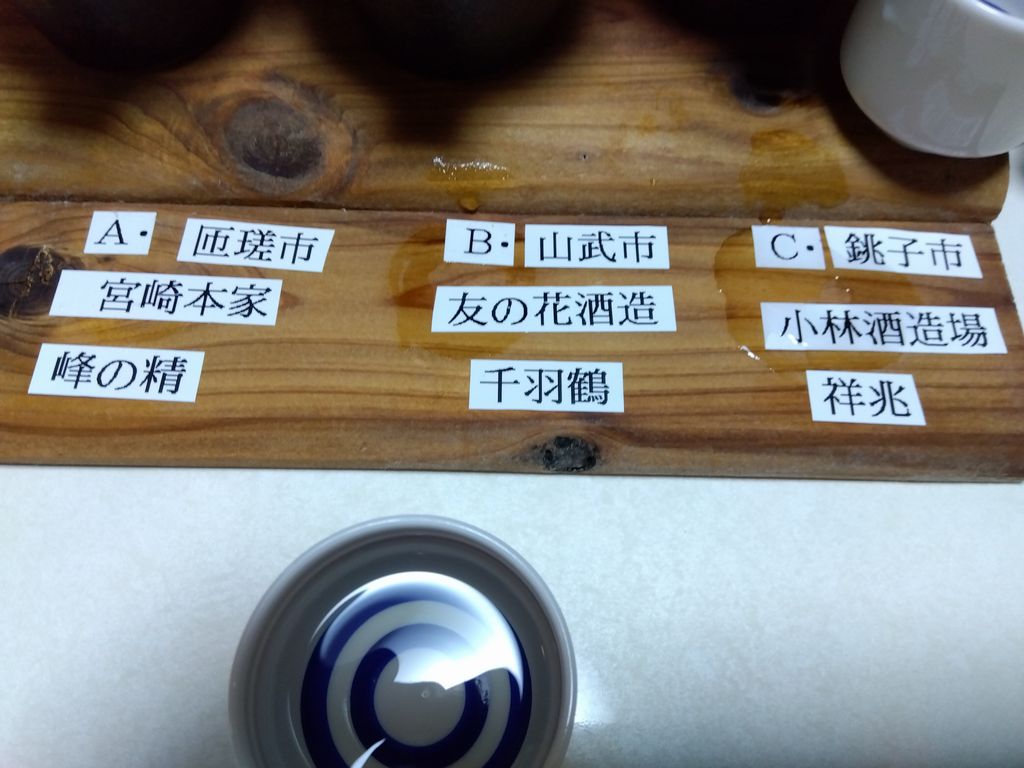 A・ 匝瑳市
宮崎本家
峰の精
B・ 山武市
友の花酒造
千羽鶴
C・ 銚子市
小林酒造場
祥兆